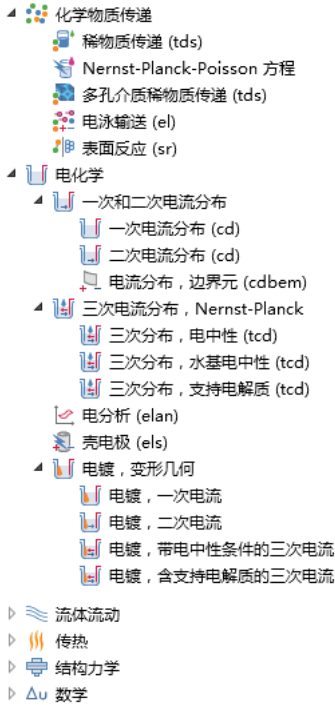 化学物质传递
稀物质传递 (tds)
Nernst-Planck-Poisson 方程
多孔介质稀物质传递 (tds)
电泳输送 (el)
表面反应 (sr)
电化学
一次和二次电流分布
一次电流分布 (cd)
二次电流分布 (cd)
电流分布，边界元 (cdbem)
三次电流分布，Nernst-Planck
三次分布，电中性 (tcd)
三次分布，水基电中性 (tcd)
三次分布，支持电解质 (tcd)
电分析 (elan)
壳电极 (els)
电镀，变形几何
电镀，一次电流
电镀，二次电流
电镀，带电中性条件的三次电流
电镀，含支持电解质的三次电流
流体流动
传热
结构力学
Δu 数学